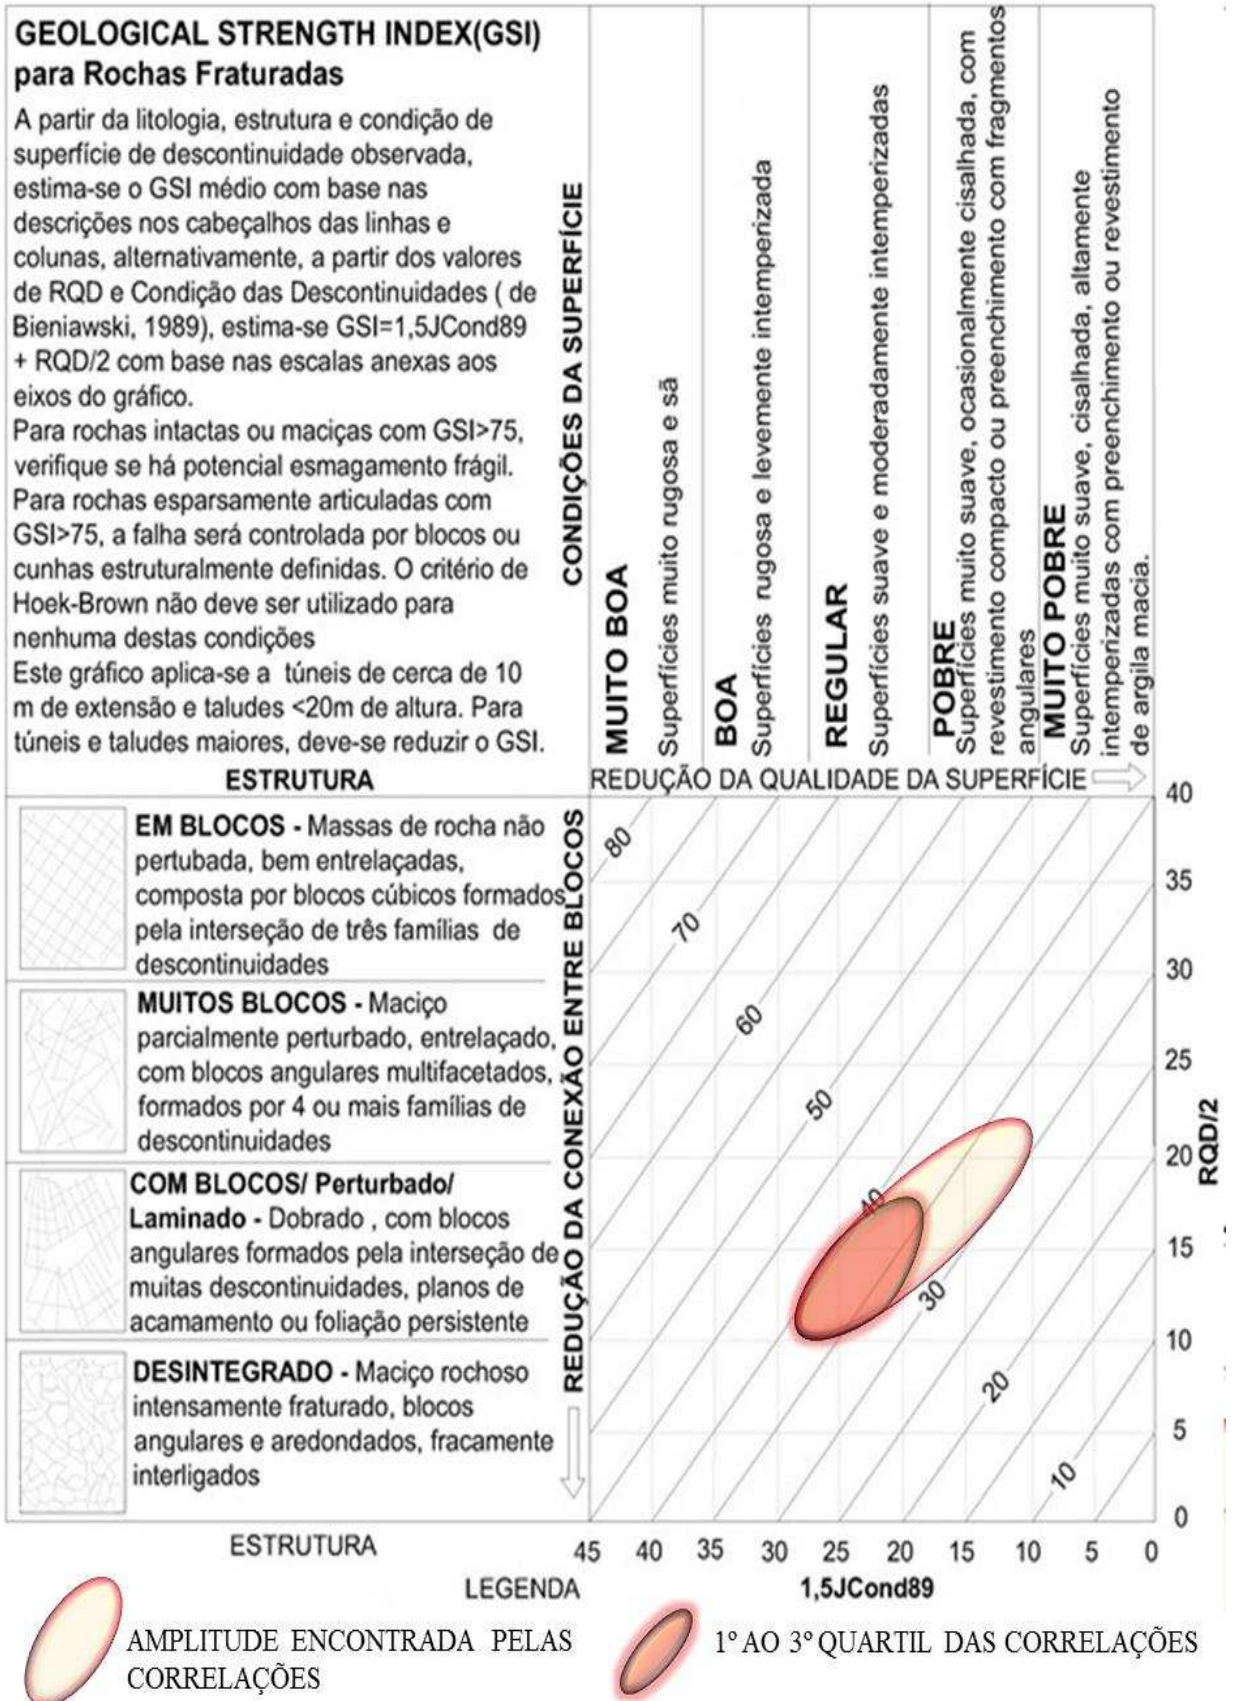 GEOLOGICAL STRENGTH INDEX(GSI)
para Rochas Fraturadas
A partir da litologia, estrutura e condição de
superfície de descontinuidade observada,
estima-se o GSI médio com base nas
descrições nos cabeçalhos das linhas e
colunas, alternativamente, a partir dos valores
de RQD e Condição das Descontinuidades ( de
Bieniawski, 1989), estima-se GSI=1,5JCond89
+ RQD/2 com base nas escalas anexas aos
eixos do gráfico.
Para rochas intactas ou maciças com GSI>75,
verifique se há potencial esmagamento frágil.
Para rochas esparsamente articuladas com
GSI>75, a falha será controlada por blocos ou
cunhas estruturalmente definidas. O critério de
Hoek-Brown não deve ser utilizado para
nenhuma destas condições
Este gráfico aplica-se a túneis de cerca de 10
m de extensão e taludes <20m de altura. Para
túneis e taludes maiores, deve-se reduzir o GSI.
CONDIÇÕES DA SUPERFÍCIE
MUITO BOA
Superfícies muito rugosa e sã
BOA
Superfícies rugosa e levemente intemperizada
REGULAR
Superfícies suave e moderadamente intemperizadas
POBRE
Superfícies muito suave, ocasionalmente cisalhada, com
revestimento compacto ou preenchimento com fragmentos
angulares
MUITO POBRE
Superfícies muito suave, cisalhada, altamente
intemperizadas com preenchimento ou revestimento
de argila macia.
ESTRUTURA
REDUÇÃO DA QUALIDADE DA SUPERFÍCIE
EM BLOCOS - Massas de rocha não
pertubada, bem entrelaçadas,
composta por blocos cúbicos formados
pela interseção de três famílias de
descontinuidades
MUITOS BLOCOS - Maciço
parcialmente perturbado, entrelaçado,
com blocos angulares multifacetados,
formados por 4 ou mais famílias de
descontinuidades
COM BLOCOS/ Perturbado/
Laminado - Dobrado , com blocos
angulares formados pela interseção de
muitas descontinuidades, planos de
acamamento ou foliação persistente
DESINTEGRADO - Maciço rochoso
intensamente fraturado, blocos
angulares e aredondados, fracamente
interligados
REDUÇÃO DA CONEXÃO ENTRE BLOCOS
80
70
60
50
40
30
20
10
40
35
30
25
20
15
10
5
0
RQD/2
ESTRUTURA
45 40 35 30 25 20 15 10 5 0
1,5JCond89
LEGENDA
AMPLITUDE ENCONTRADA PELAS
CORRELAÇÕES
1º AO 3º QUARTIL DAS CORRELAÇÕES